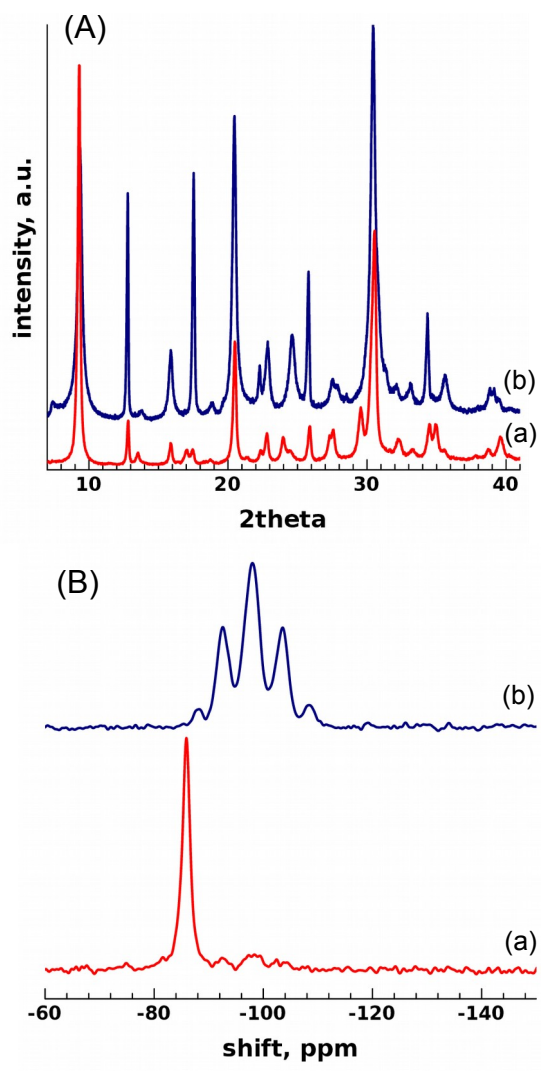 (A)
intensity, a.u.
(b)
(a)
10 20 30 40
2theta
(B)
(b)
(a)
-60 -80 -100 -120 -140
shift, ppm